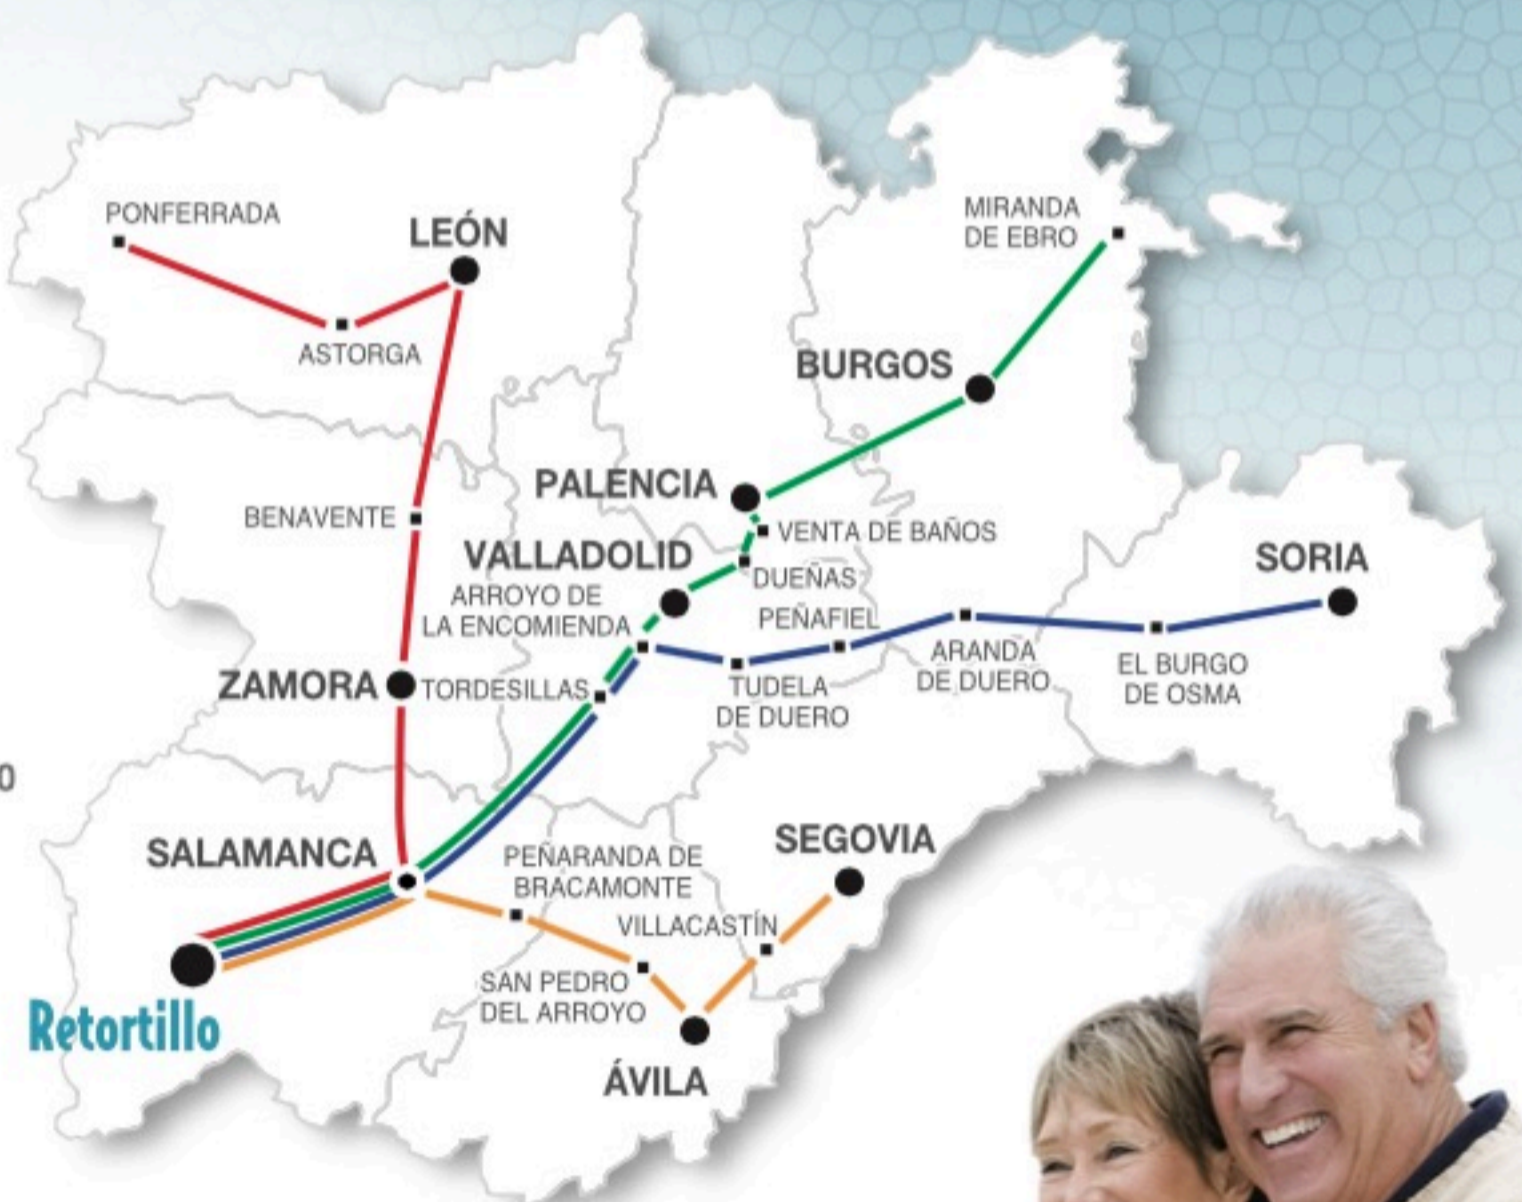 PONFERRADA
LEÓN
ASTORGA
MIRANDA
DE EBRO
BURGOS
PALENCIA
BENAVENTE
VENTA DE BAÑOS
VALLADOLID
DUEÑAS
SORIA
ARROYO DE
LA ENCOMIENDA
PEÑAFIEL
ARANDA
DE DUERO
EL BURGO
DE OSMA
ZAMORA
TORDESILLAS
TUDELA
DE DUERO
O
SALAMANCA
PEÑARANDA DE
BRACAMONTE
SEGOVIA
VILLACASTÍN
SAN PEDRO
DEL ARROYO
Retortillo
ÁVILA